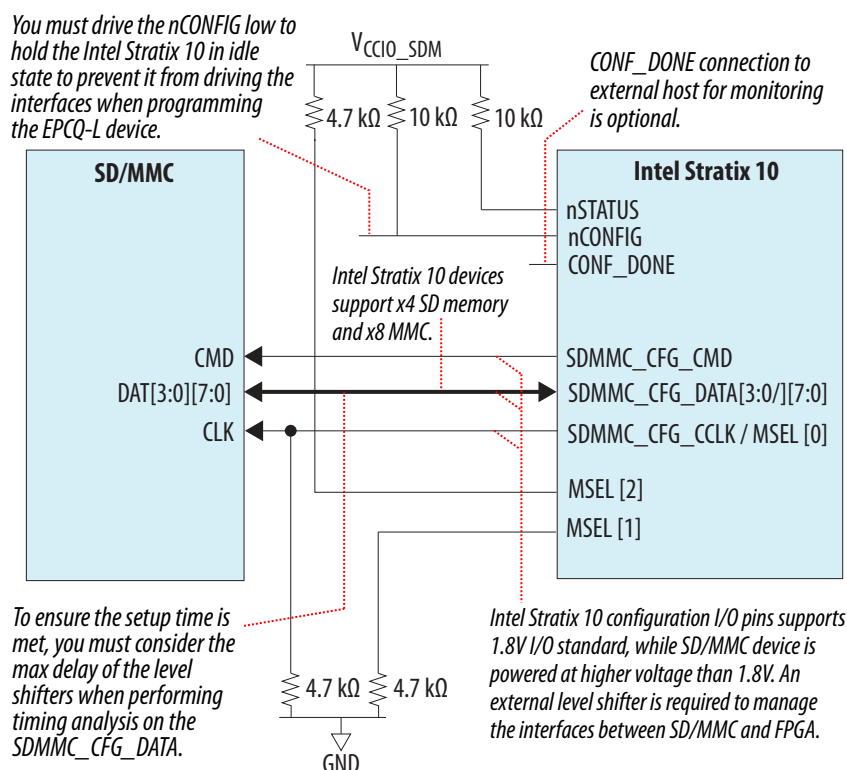 You must drive the nCONFIG low to
hold the Intel Stratix 10 in idle
state to prevent it from driving the
interfaces when programming
the EPCQ-L device.
VCCIO_SDM
4.7 kΩ
10 kΩ
10 kΩ
CONF_DONE connection to
external host for monitoring
is optional.
SD/MMC
Intel Stratix 10
nSTATUS
nCONFIG
CONF_DONE
Intel Stratix 10 devices
support x4 SD memory
and x8 MMC.
CMD
SDMMC_CFG_CMD
DAT[3:0][7:0]
SDMMC_CFG_DATA[3:0/][7:0]
CLK
SDMMC_CFG_CCLK / MSEL [0]
MSEL [2]
MSEL [1]
To ensure the setup time is
met, you must consider the
max delay of the level
shifters when performing
timing analysis on the
SDMMC_CFG_DATA.
4.7 kΩ
4.7 kΩ
GND
Intel Stratix 10 configuration I/O pins supports
1.8V I/O standard, while SD/MMC device is
powered at higher voltage than 1.8V. An
external level shifter is required to manage
the interfaces between SD/MMC and FPGA.